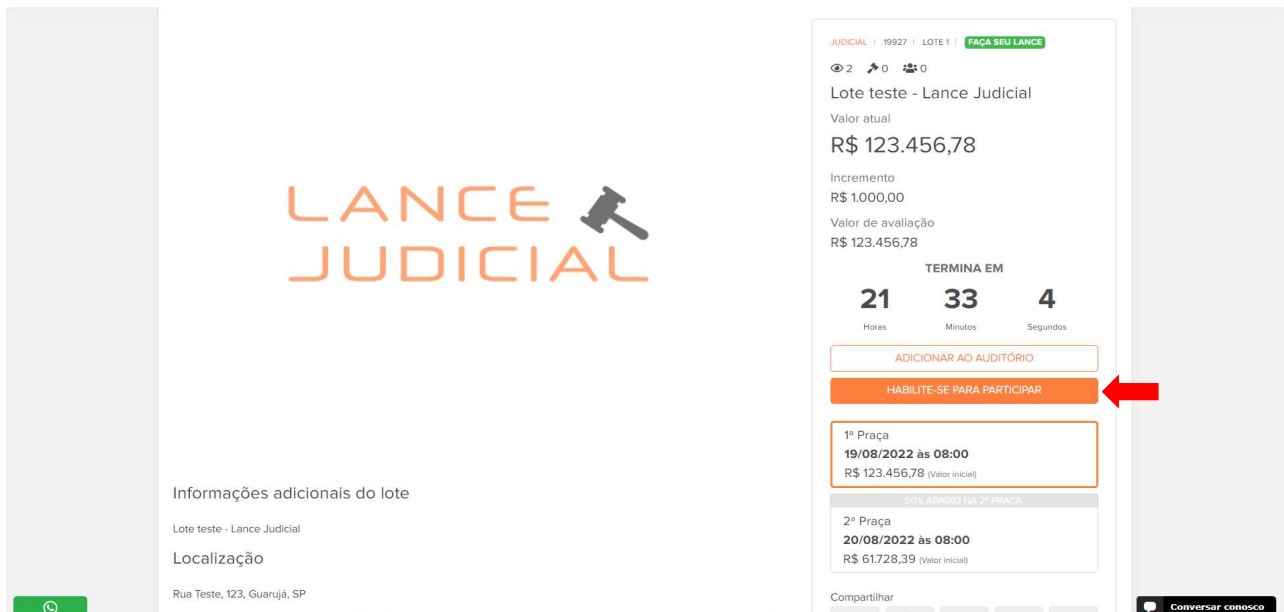 LANCE
JUDICIAL
Informações adicionais do lote
Lote teste - Lance Judicial
Localização
Rua Teste, 123, Guarujá, SP
JUDICIAL | 19927 | LOTE 1 | FAÇA SEU LANCE
2 0 0
Lote teste - Lance Judicial
Valor atual
R$ 123.456,78
Incremento
R$ 1.000,00
Valor de avaliação
R$ 123.456,78
TERMINA EM
21 33 4
Horas Minutos Segundos
ADICIONAR AO AUDITÓRIO
HABILITE-SE PARA PARTICIPAR
1ª Praça
19/08/2022 às 08:00
R$ 123.456,78 (Valor inicial)
50% ABAIXO NA 2ª PRAÇA
2ª Praça
20/08/2022 às 08:00
R$ 61.728,39 (Valor inicial)
Compartilhar
Conversar conosco